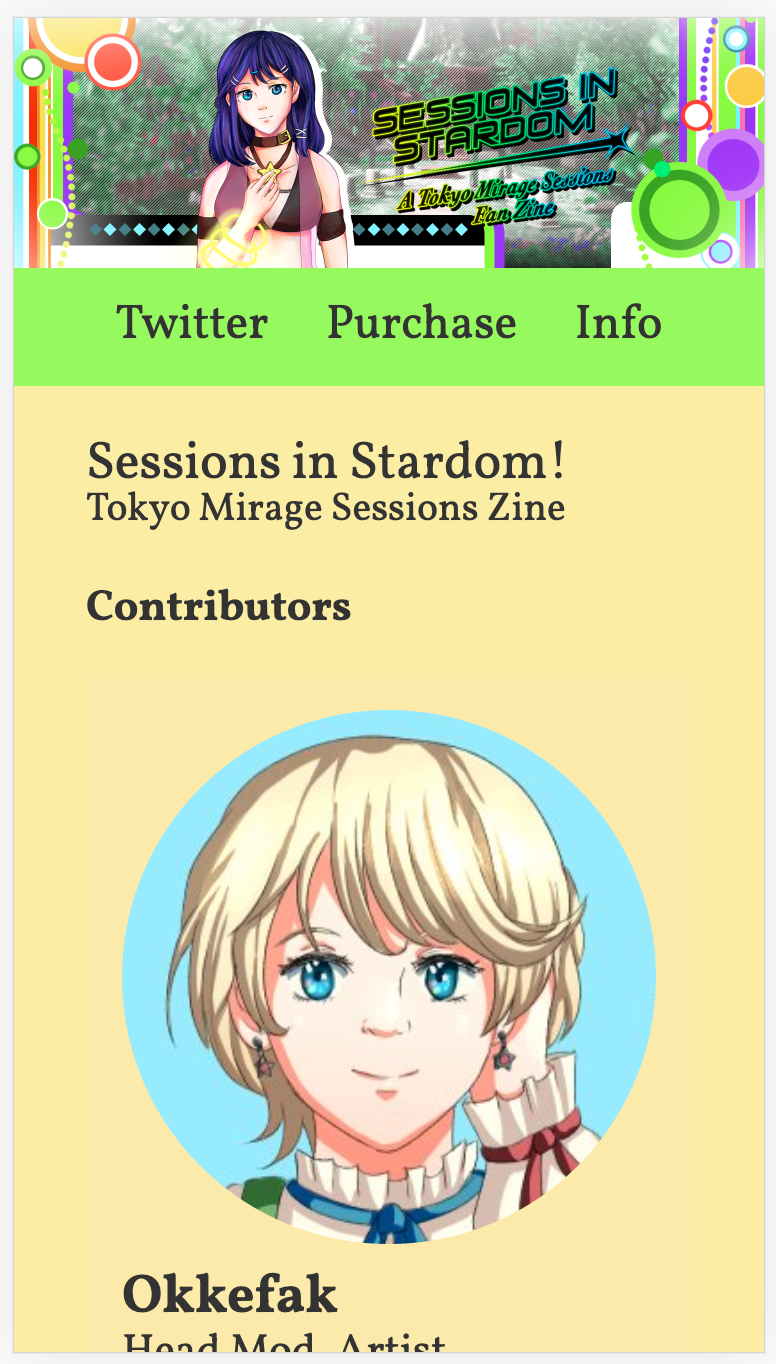 SESSIONS IN
STARDOM
A Tokyo Mirage Sessions
Fan Zine
Twitter Purchase Info
Sessions in Stardom!
Tokyo Mirage Sessions Zine
Contributors
Okkefak
Head Mod, Artist